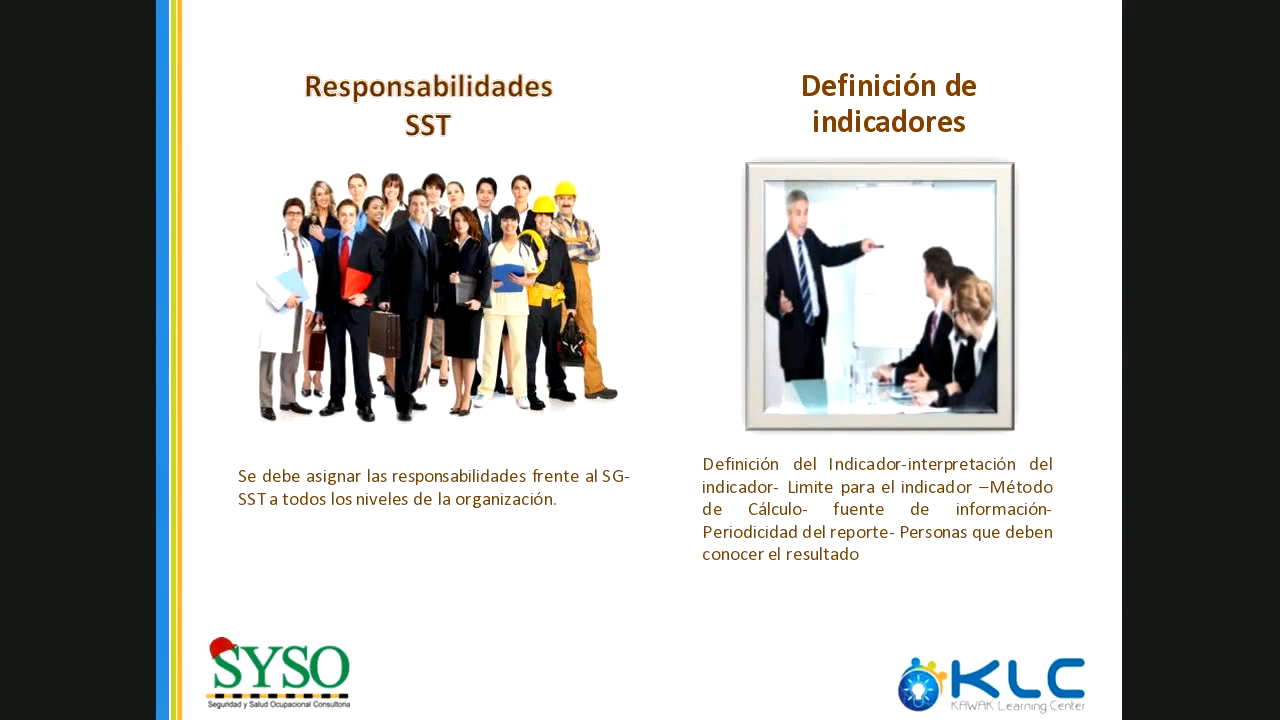 Responsabilidades
SST
Se debe asignar las responsabilidades frente al SG-
SST a todos los niveles de la organización.
Definición de
indicadores
Definición del Indicador-interpretación del
indicador- Limite para el indicador –Método
de Cálculo- fuente de información-
Periodicidad del reporte- Personas que deben
conocer el resultado
SYSO
Seguridad y Salud Ocupacional Consultoria
KLC
KAWAK Learning Center